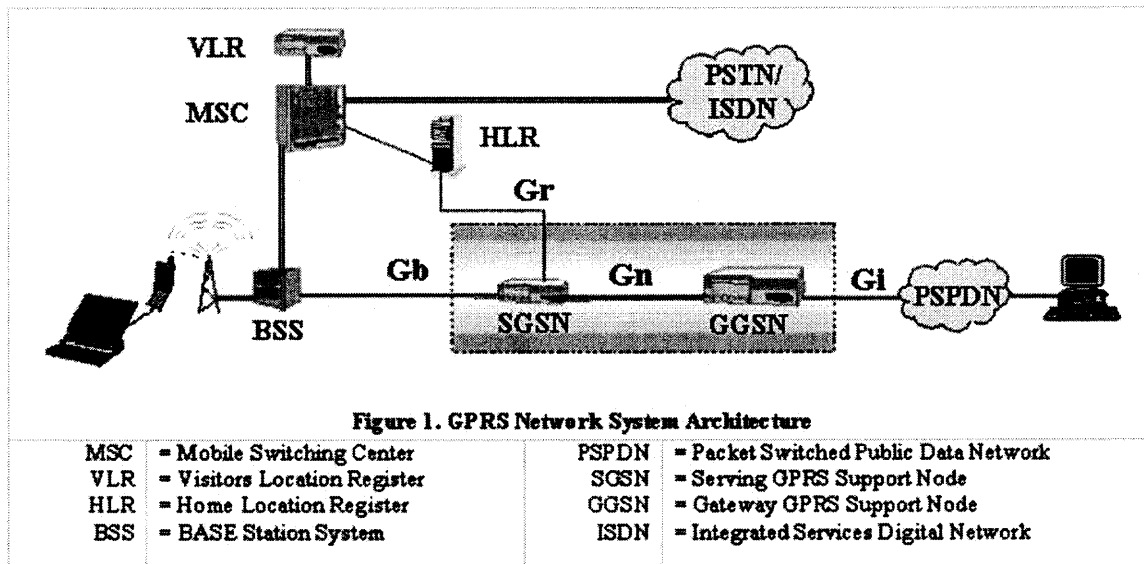 VLR
PSTN/
ISDN
MSC
HLR
Gr
Gb
Gn
Gi
PSPDN
BSS
SGSN
GGSN
Figure 1. GPRS Network System Architecture
MSC = Mobile Switching Center
PSPDN = Packet Switched Public Data Network
VLR = Visitors Location Register
SGSN = Serving GPRS Support Node
HLR = Home Location Register
GGSN = Gateway GPRS Support Node
BSS = BASE Station System
ISDN = Integrated Services Digital Network